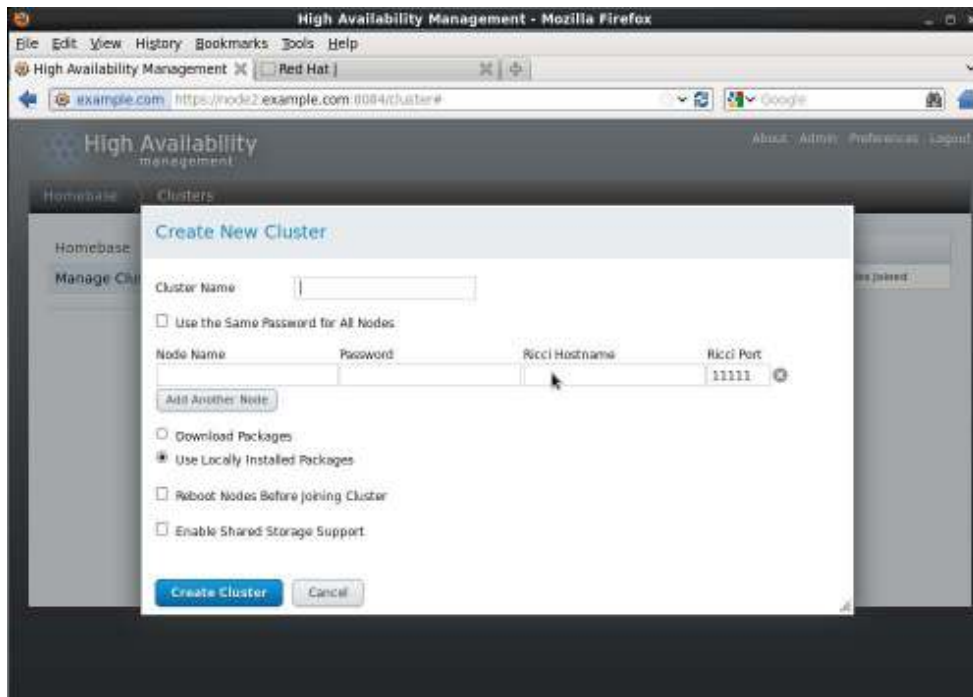 High Availability Management - Mozilla Firefox
File Edit View History Bookmarks Tools Help
High Availability Management Red Hat |
example.com https://node2.example.com:8084/cluster# Google
High Availability
management
About Admin Preferences Logout
Homebase Clusters
Homebase
Manage Clu
Joined
Create New Cluster
Cluster Name
Use the Same Password for All Nodes
Node Name Password Ricci Hostname Ricci Port
11111
Add Another Node
Download Packages
Use Locally Installed Packages
Reboot Nodes Before Joining Cluster
Enable Shared Storage Support
Create Cluster Cancel